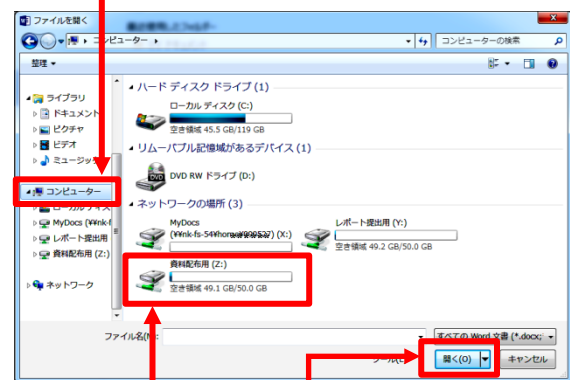 ファイルを開く
コンピューター
コンピューターの検索
整理
ライブラリ
ドキュメント
ピクチャ
ビデオ
ミュージック
コンピューター
MyDocs (¥¥nk-f
レポート提出用
資料配布用 (Z:)
ネットワーク
ハード ディスク ドライブ (1)
ローカル ディスク (C:)
空き領域 45.5 GB/119 GB
リムーバブル記憶域があるデバイス (1)
DVD RW ドライブ (D:)
ネットワークの場所 (3)
MyDocs
(X:)
レポート提出用 (Y:)
空き領域 49.2 GB/50.0 GB
資料配布用 (Z:)
空き領域 49.1 GB/50.0 GB
ファイル名(N):
すべての Word 文書 (*.docx;
開く(O)
キャンセル